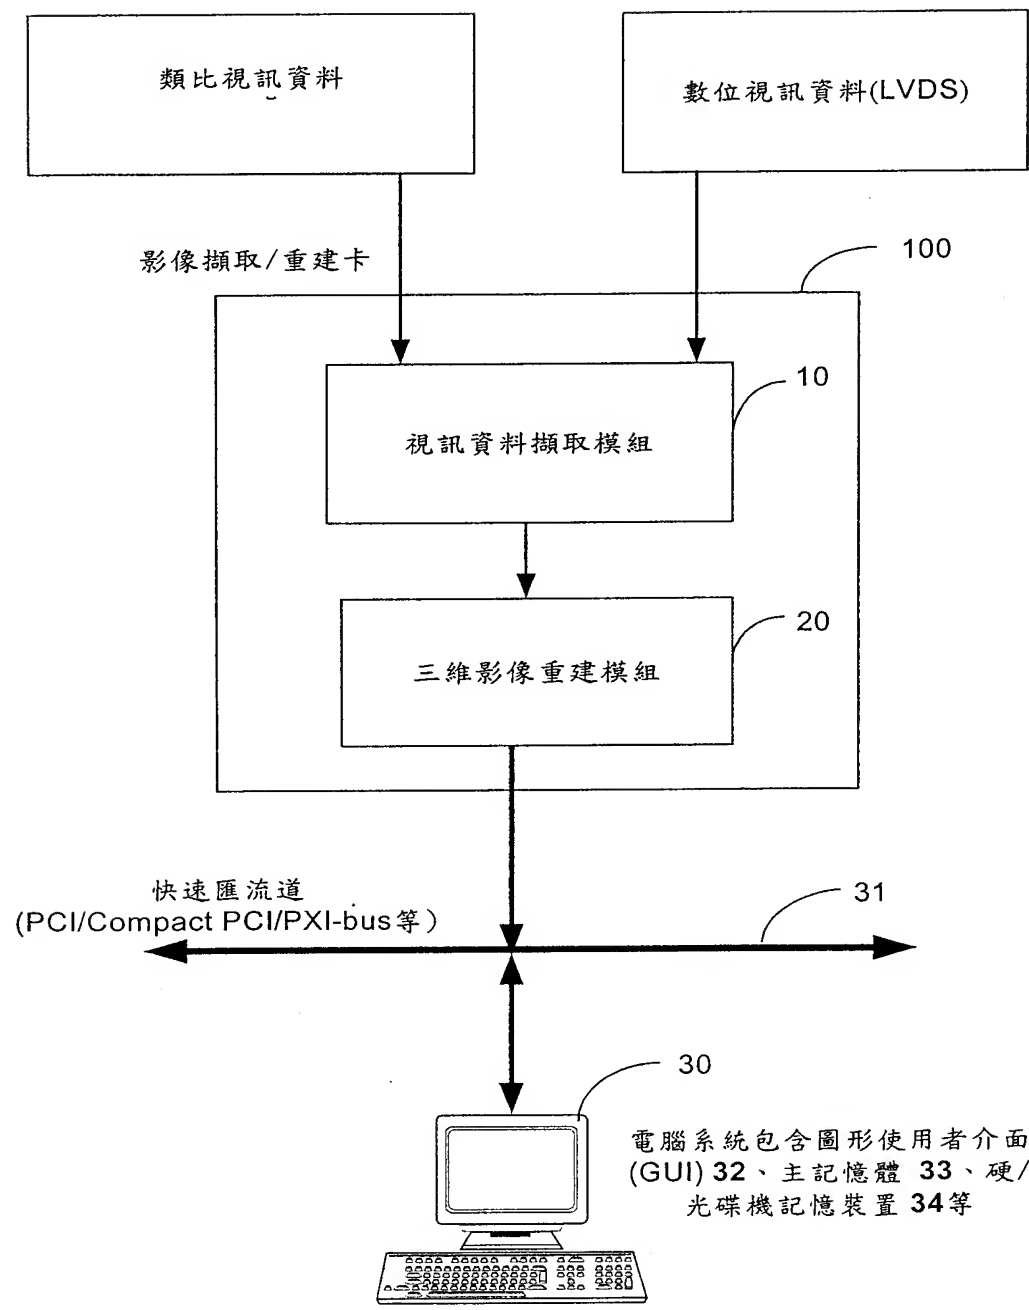 類比視訊資料
數位視訊資料(LVDS)
影像擷取/重建卡
100
10
視訊資料擷取模組
20
三維影像重建模組
快速匯流道
(PCI/Compact PCI/PXI-bus等)
31
30
電腦系統包含圖形使用者介面
(GUI) 32、主記憶體 33、硬/
光碟機記憶裝置 34等